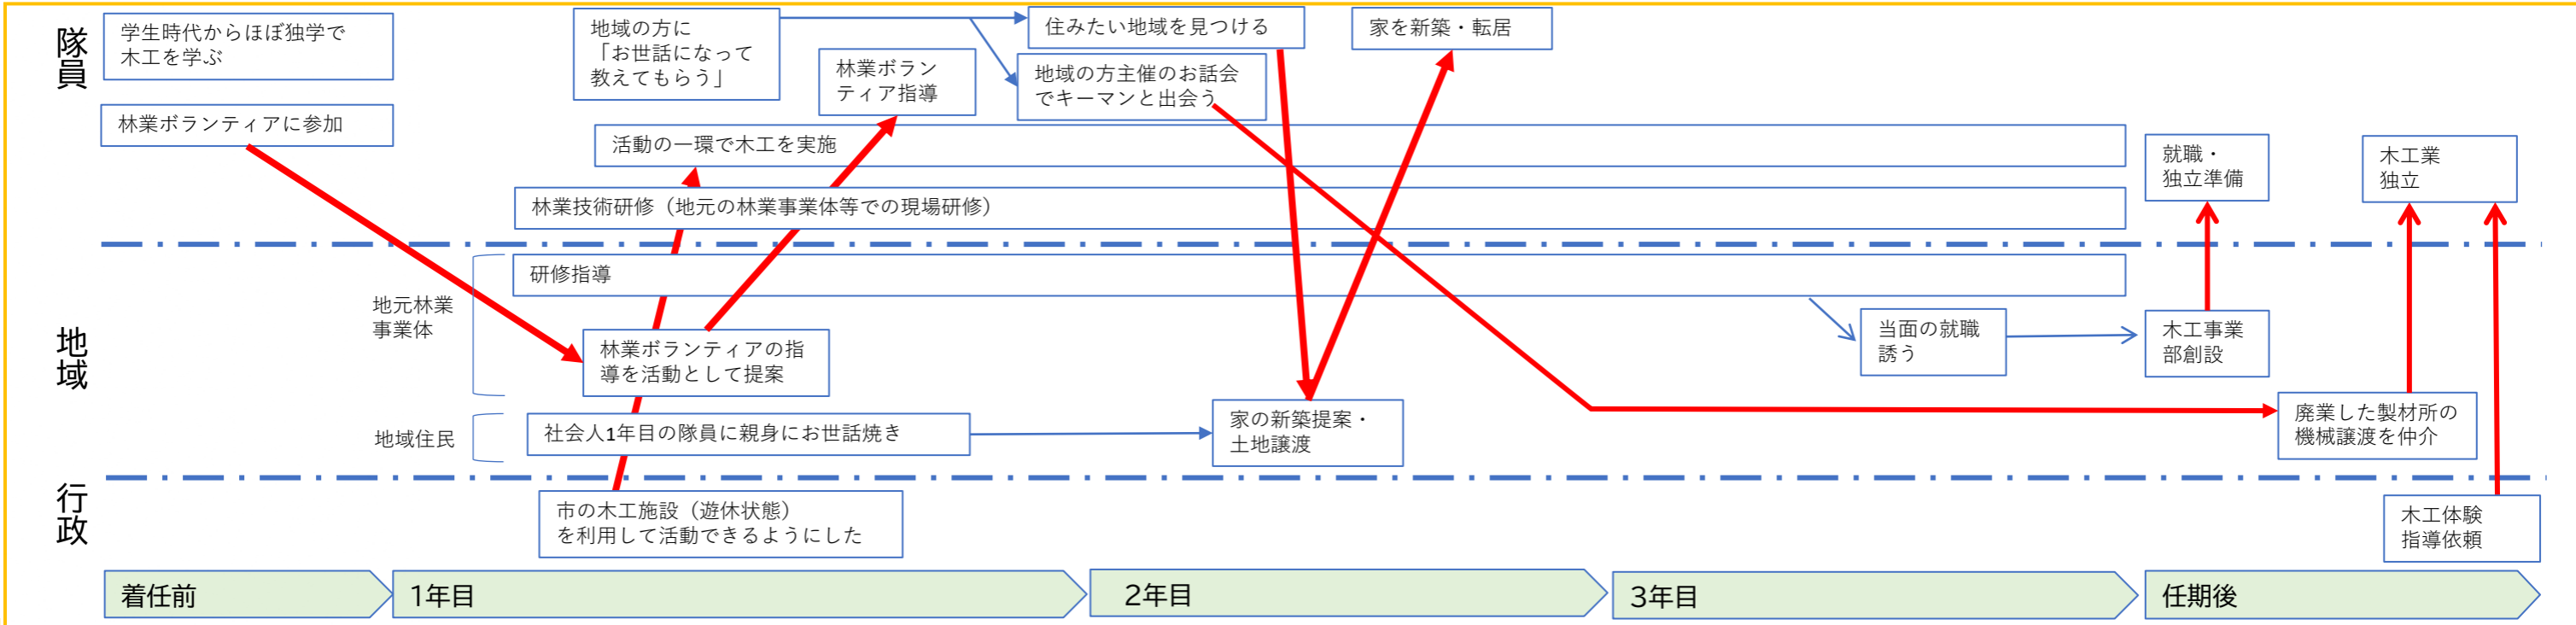 隊員
学生時代からほぼ独学で
木工を学ぶ
林業ボランティアに参加
地域の方に
「お世話になって
教えてもらう」
林業ボラン
ティア指導
住みたい地域を見つける
地域の方主催のお話会
でキーマンと出会う
家を新築・転居
活動の一環で木工を実施
林業技術研修（地元の林業事業体等での現場研修）
就職・
独立準備
木工業
独立
地域
地元林業
事業体
研修指導
林業ボランティアの指
導を活動として提案
当面の就職
誘う
木工事業
部創設
地域住民
社会人1年目の隊員に親身にお世話焼き
家の新築提案・
土地譲渡
廃業した製材所の
機械譲渡を仲介
行政
市の木工施設（遊休状態）
を利用して活動できるようにした
木工体験
指導依頼
着任前
1年目
2年目
3年目
任期後